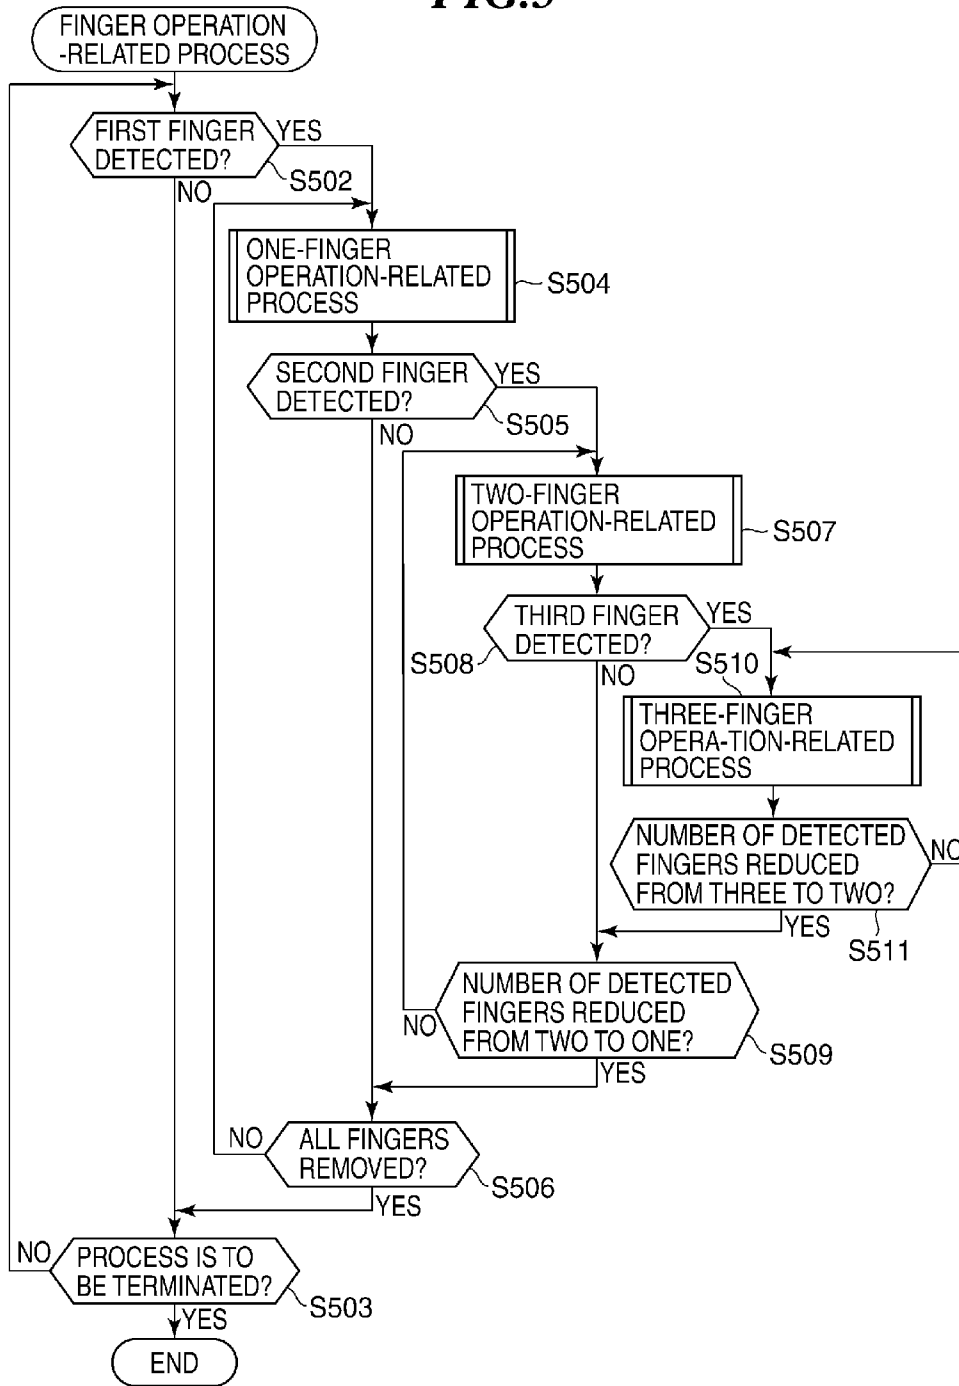 FIG.5
FINGER OPERATION
-RELATED PROCESS
FIRST FINGER
DETECTED?
YES
S502
NO
ONE-FINGER
OPERATION-RELATED
PROCESS
S504
SECOND FINGER
DETECTED?
YES
S505
NO
TWO-FINGER
OPERATION-RELATED
PROCESS
S507
THIRD FINGER
DETECTED?
YES
S508
NO
S510
THREE-FINGER
OPERA-TION-RELATED
PROCESS
NUMBER OF DETECTED
FINGERS REDUCED
FROM THREE TO TWO?
NO
YES
S511
NUMBER OF DETECTED
FINGERS REDUCED
FROM TWO TO ONE?
NO
S509
YES
NO
ALL FINGERS
REMOVED?
S506
YES
NO
PROCESS IS TO
BE TERMINATED?
S503
YES
END